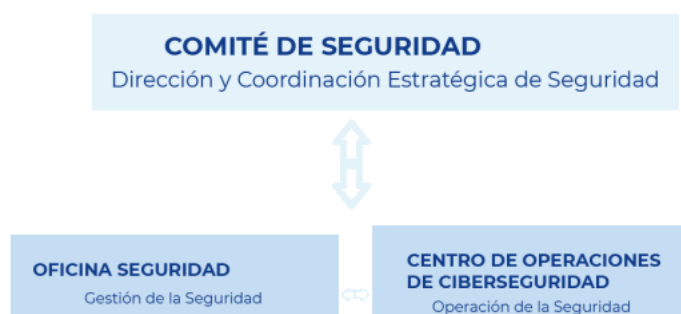 COMITÉ DE SEGURIDAD
Dirección y Coordinación Estratégica de Seguridad
OFICINA SEGURIDAD
Gestión de la Seguridad
CENTRO DE OPERACIONES
DE CIBERSEGURIDAD
Operación de la Seguridad